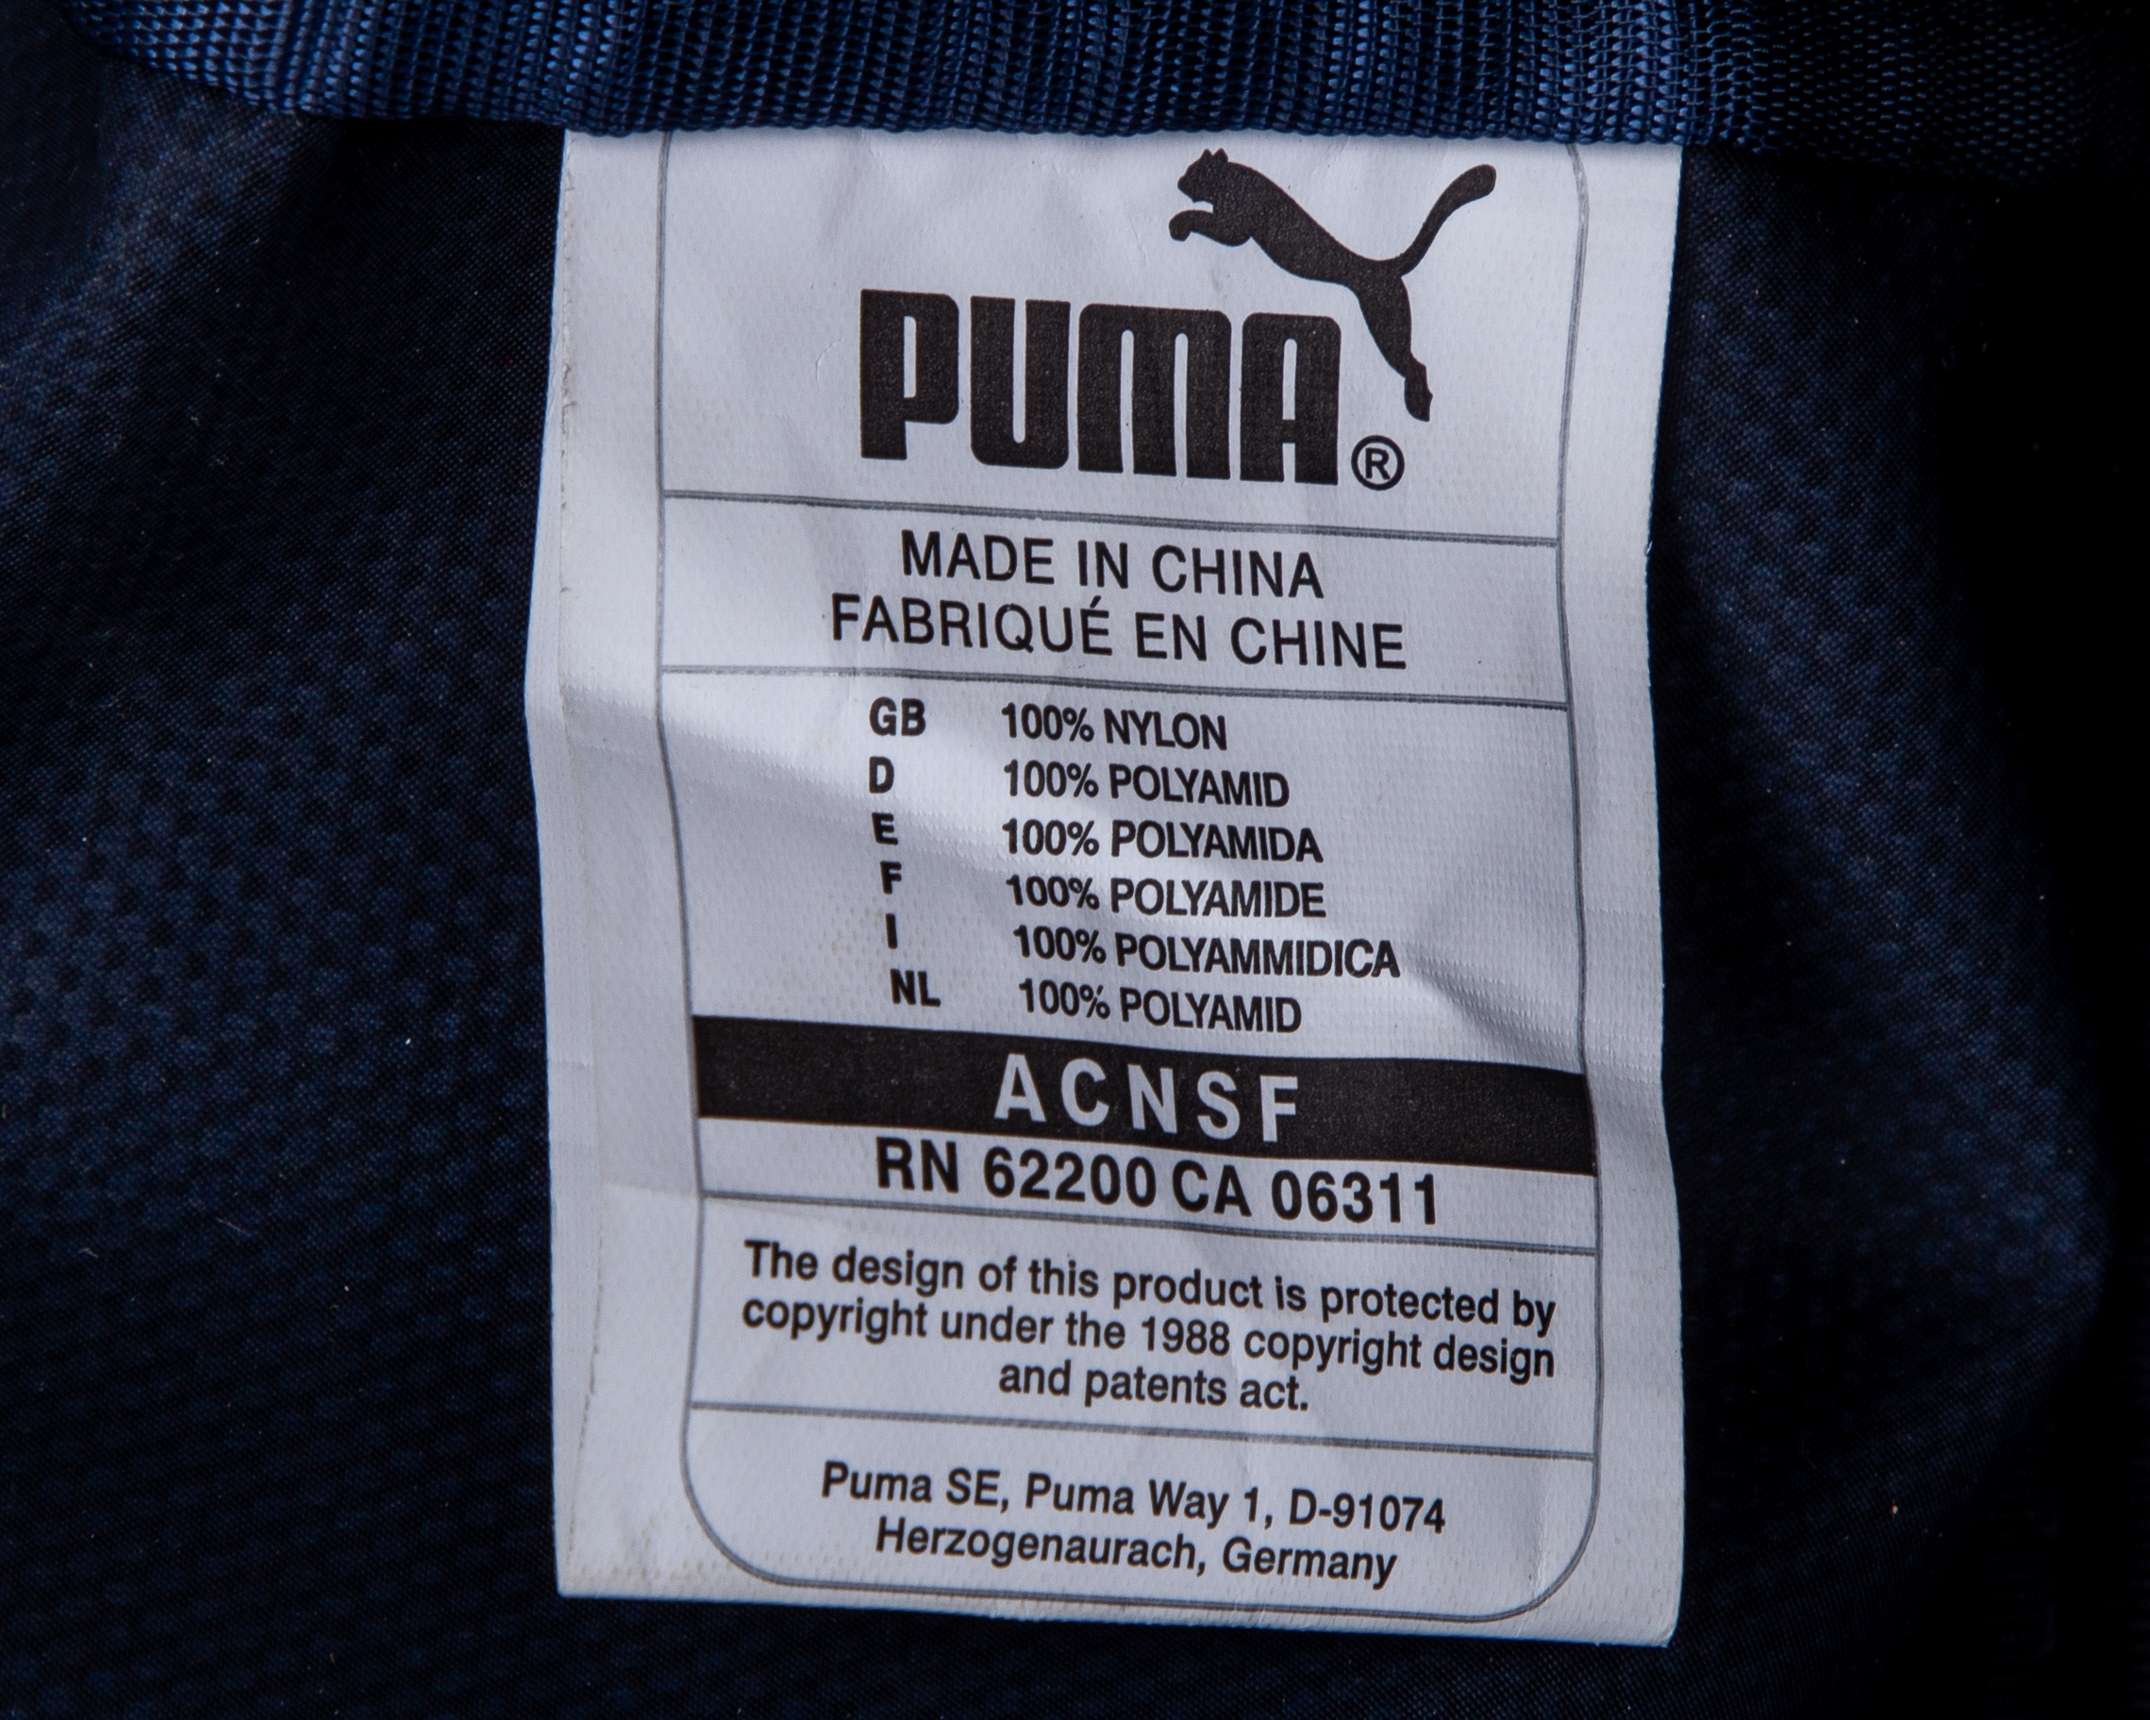 PUMA®
MADE IN CHINA
FABRIQUÉ EN CHINE
GB 100% NYLON
D 100% POLYAMID
E 100% POLYAMIDA
F 100% POLYAMIDE
I 100% POLYAMMIDICA
NL 100% POLYAMID
ACNSF
RN 62200 CA 06311
The design of this product is protected by
copyright under the 1988 copyright design
and patents act.
Puma SE, Puma Way 1, D-91074
Herzogenaurach, Germany